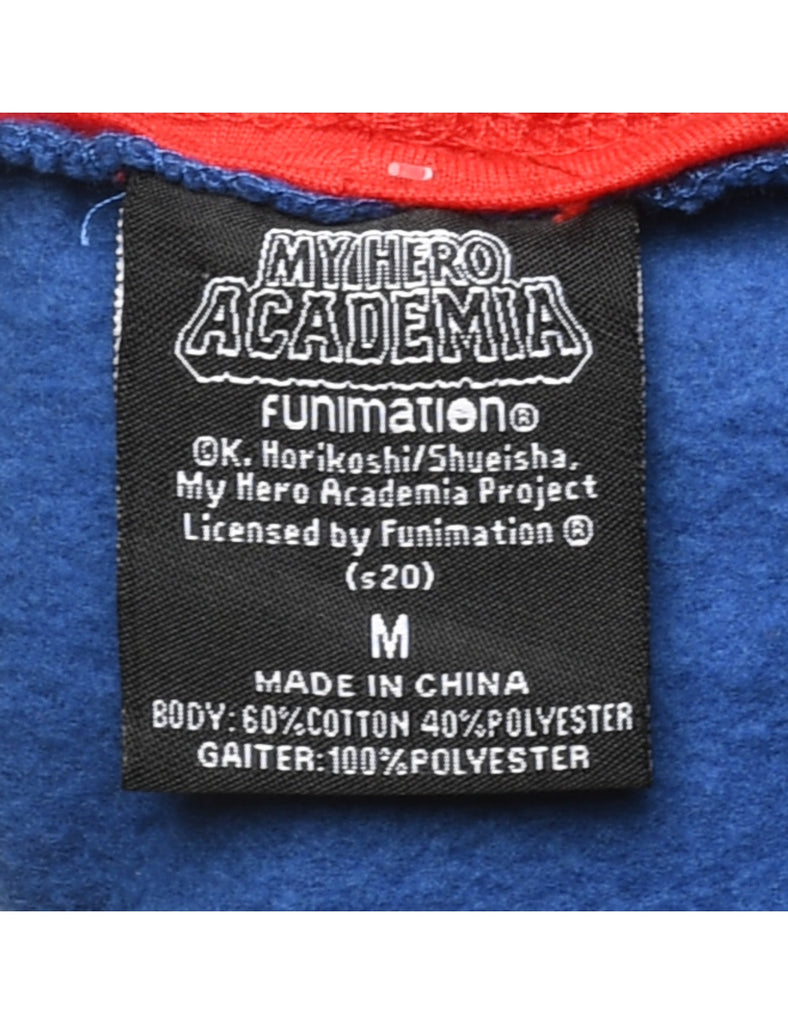 MY HERO
ACADEMIA
FUNIMATION®
©K. Horikoshi/Shueisha,
My Hero Academia Project
Licensed by Funimation ®
(s20)
M
MADE IN CHINA
BODY:60%COTTON 40%POLYESTER
GAITER:100%POLYESTER